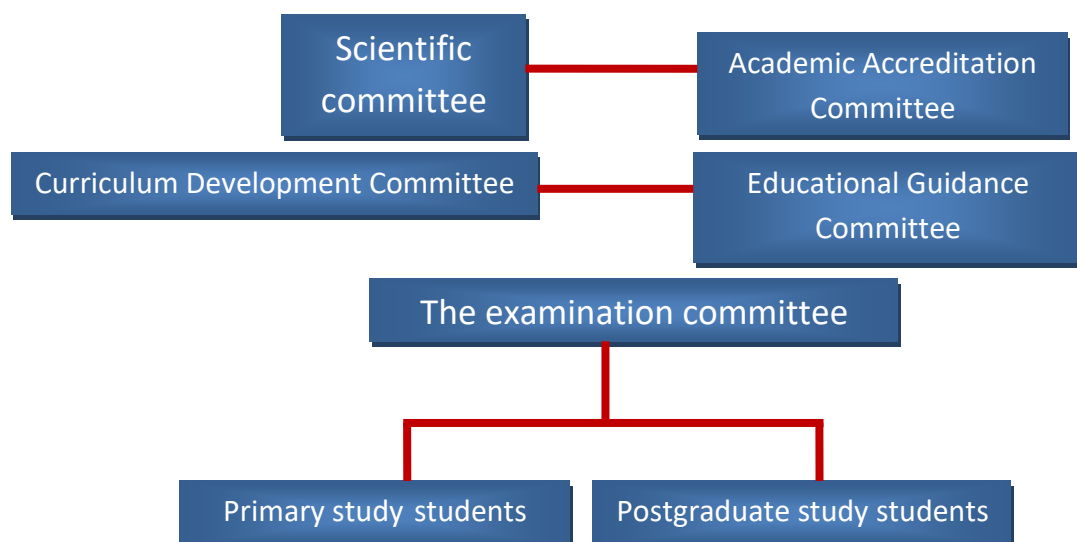 Scientific
committee
Academic Accreditation
Committee
Curriculum Development Committee
Educational Guidance
Committee
The examination committee
Primary study students
Postgraduate study students